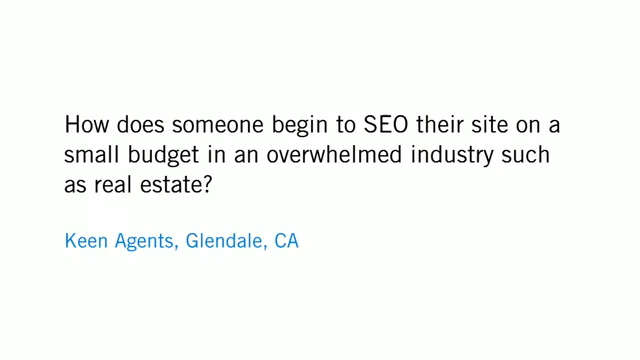 How does someone begin to SEO their site on a
small budget in an overwhelmed industry such
as real estate?
Keen Agents, Glendale, CA